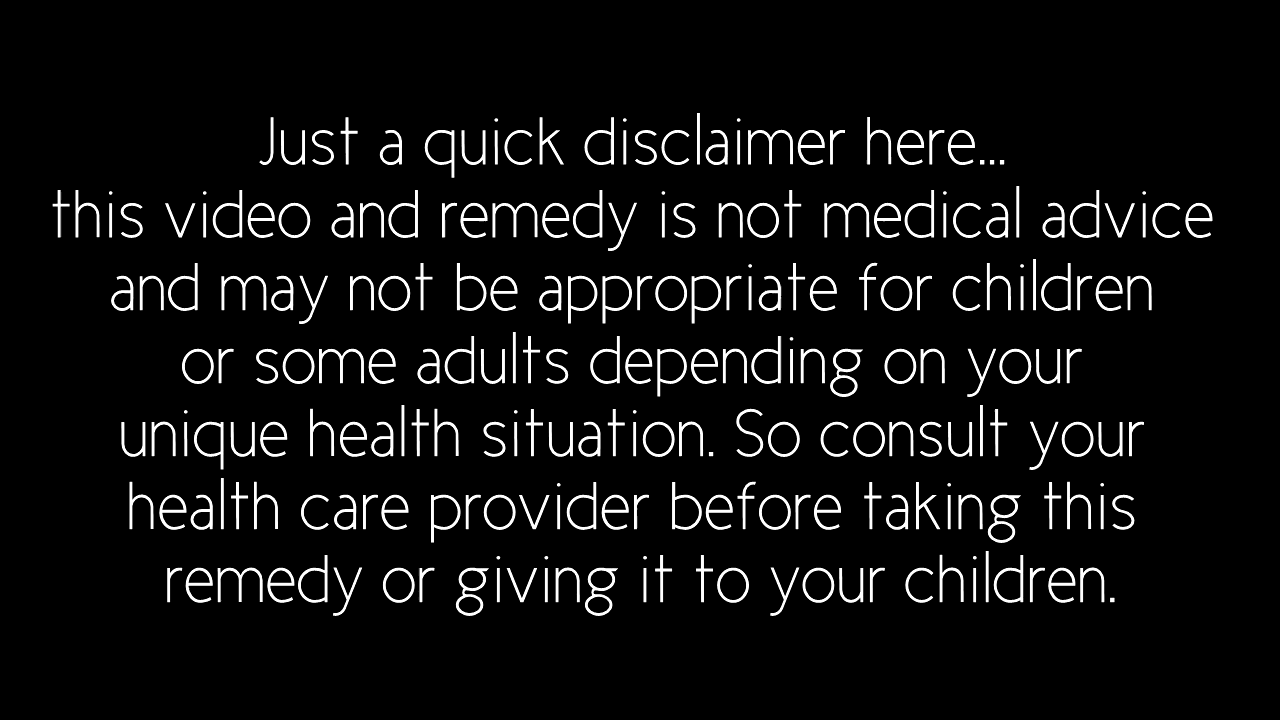 Just a quick disclaimer here...
this video and remedy is not medical advice
and may not be appropriate for children
or some adults depending on your
unique health situation. So consult your
health care provider before taking this
remedy or giving it to your children.